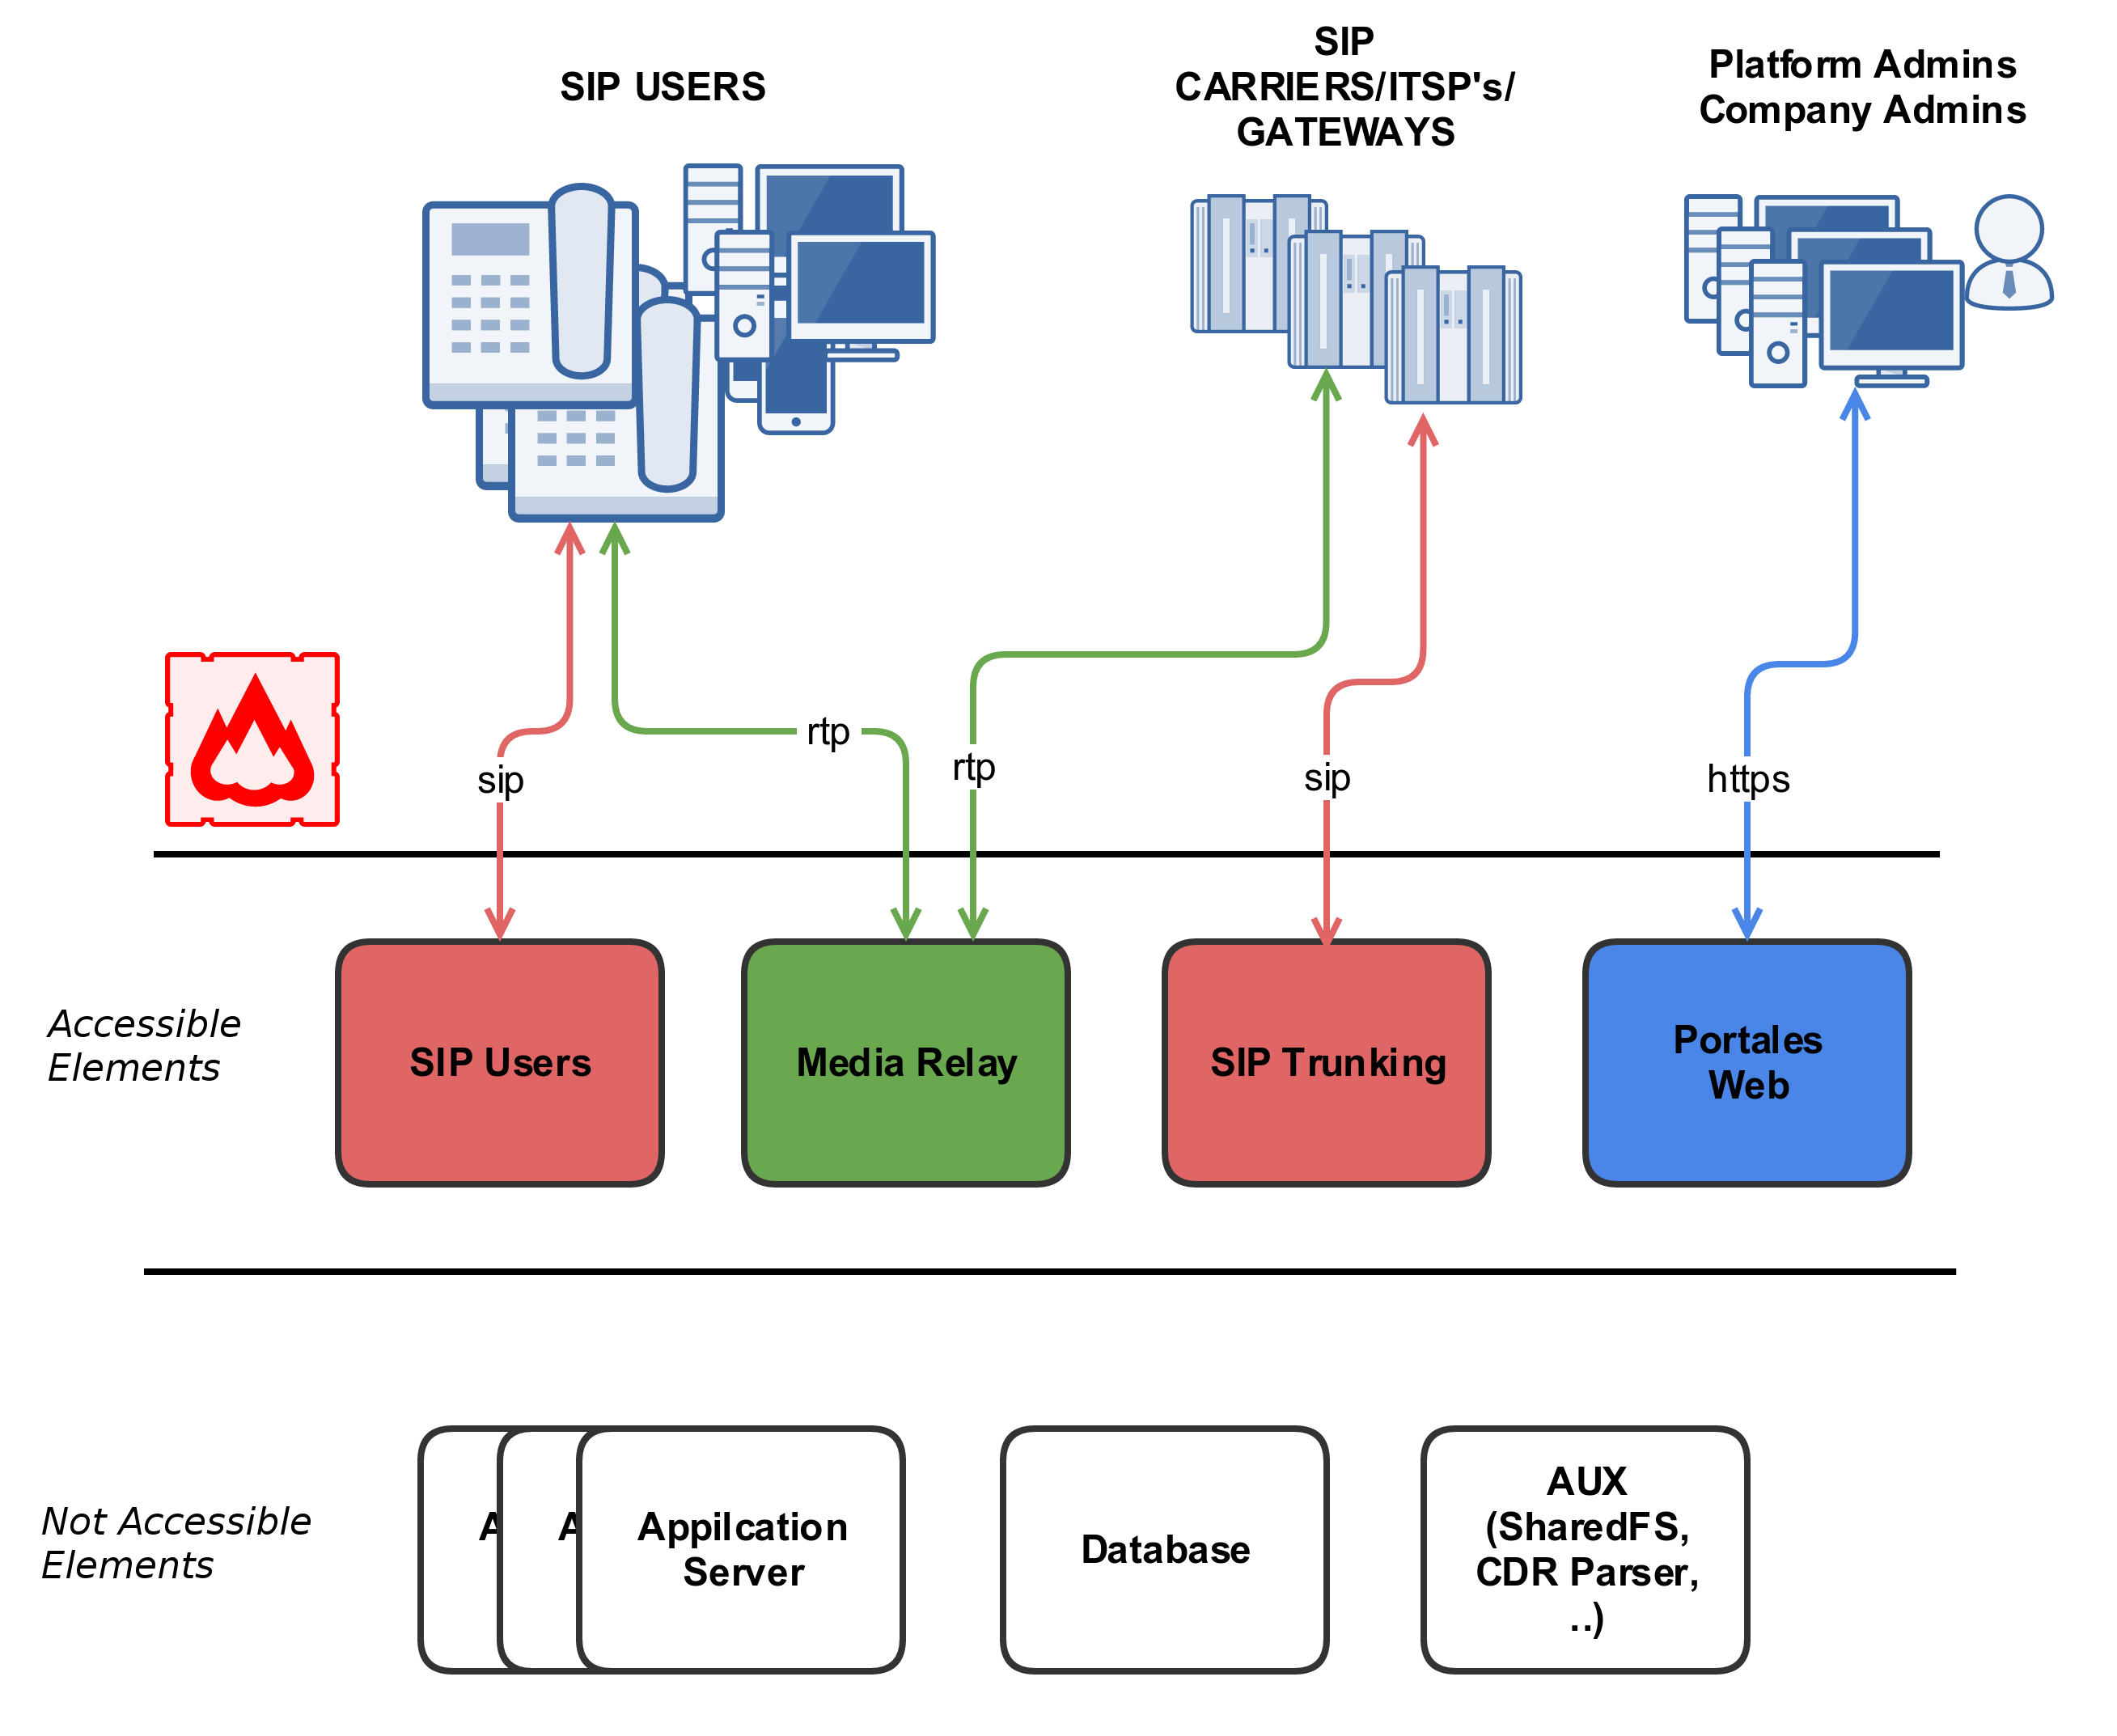 SIP USERS
SIP
CARRIERS/ITSP's/
GATEWAYS
Platform Admins
Company Admins
rtp
rtp
sip
sip
https
Accessible
Elements
SIP Users
Media Relay
SIP Trunking
Portales
Web
Not Accessible
Elements
A
A
Appilcation
Server
Database
AUX
(SharedFS,
CDR Parser,
..)